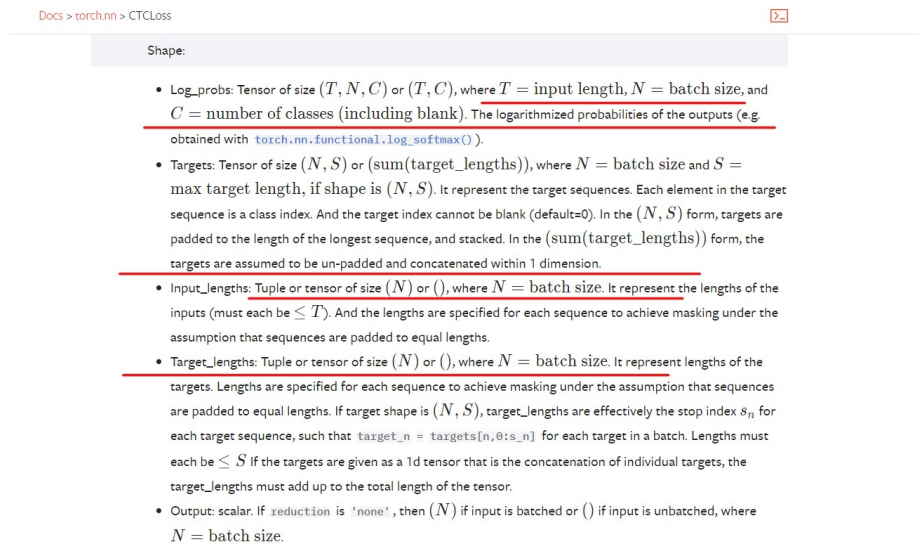 Docs > torch.nn > CTCLoss
>_
Shape:
• Log_probs: Tensor of size (T, N, C) or (T, C), where T = input length, N = batch size, and
C = number of classes (including blank). The logarithmized probabilities of the outputs (e.g.
obtained with torch.nn.functional.log_softmax() ).
• Targets: Tensor of size (N, S) or (sum(target_lengths)), where N = batch size and S =
max target length, if shape is (N, S). It represent the target sequences. Each element in the target
sequence is a class index. And the target index cannot be blank (default=0). In the (N, S) form, targets are
padded to the length of the longest sequence, and stacked. In the (sum(target_lengths)) form, the
targets are assumed to be un-padded and concatenated within 1 dimension.
• Input_lengths: Tuple or tensor of size (N) or (), where N = batch size. It represent the lengths of the
inputs (must each be ≤ T). And the lengths are specified for each sequence to achieve masking under the
assumption that sequences are padded to equal lengths.
• Target_lengths: Tuple or tensor of size (N) or (), where N = batch size. It represent lengths of the
targets. Lengths are specified for each sequence to achieve masking under the assumption that sequences
are padded to equal lengths. If target shape is (N, S), target_lengths are effectively the stop index s_n for
each target sequence, such that target_n = targets[n,0:s_n] for each target in a batch. Lengths must
each be ≤ S If the targets are given as a 1d tensor that is the concatenation of individual targets, the
target_lengths must add up to the total length of the tensor.
• Output: scalar. If reduction is 'none', then (N) if input is batched or () if input is unbatched, where
N = batch size.